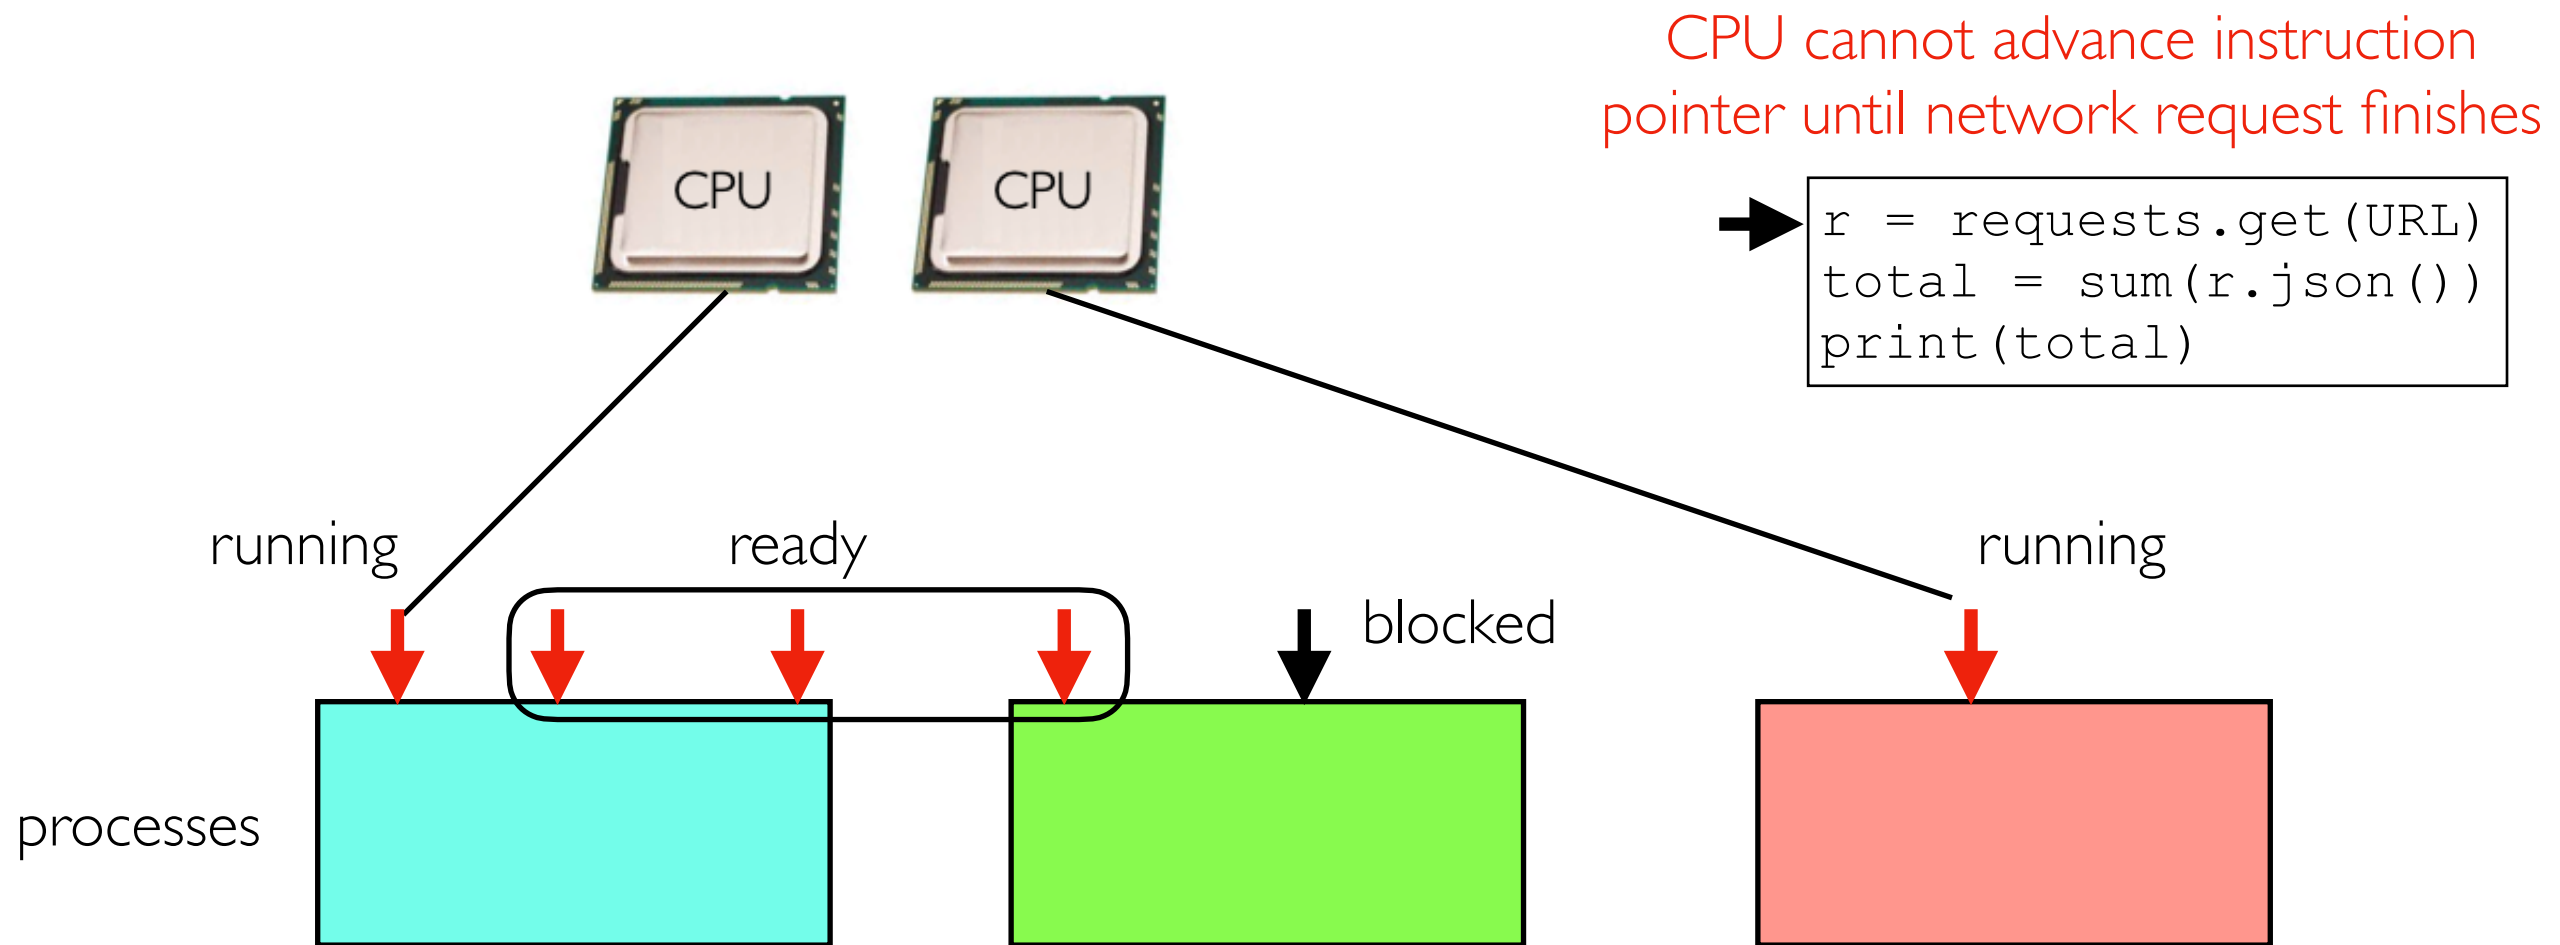 CPU cannot advance instruction
pointer until network request finishes
CPU
CPU
r = requests.get(URL)
total = sum(r.json())
print(total)
running
ready
running
blocked
processes